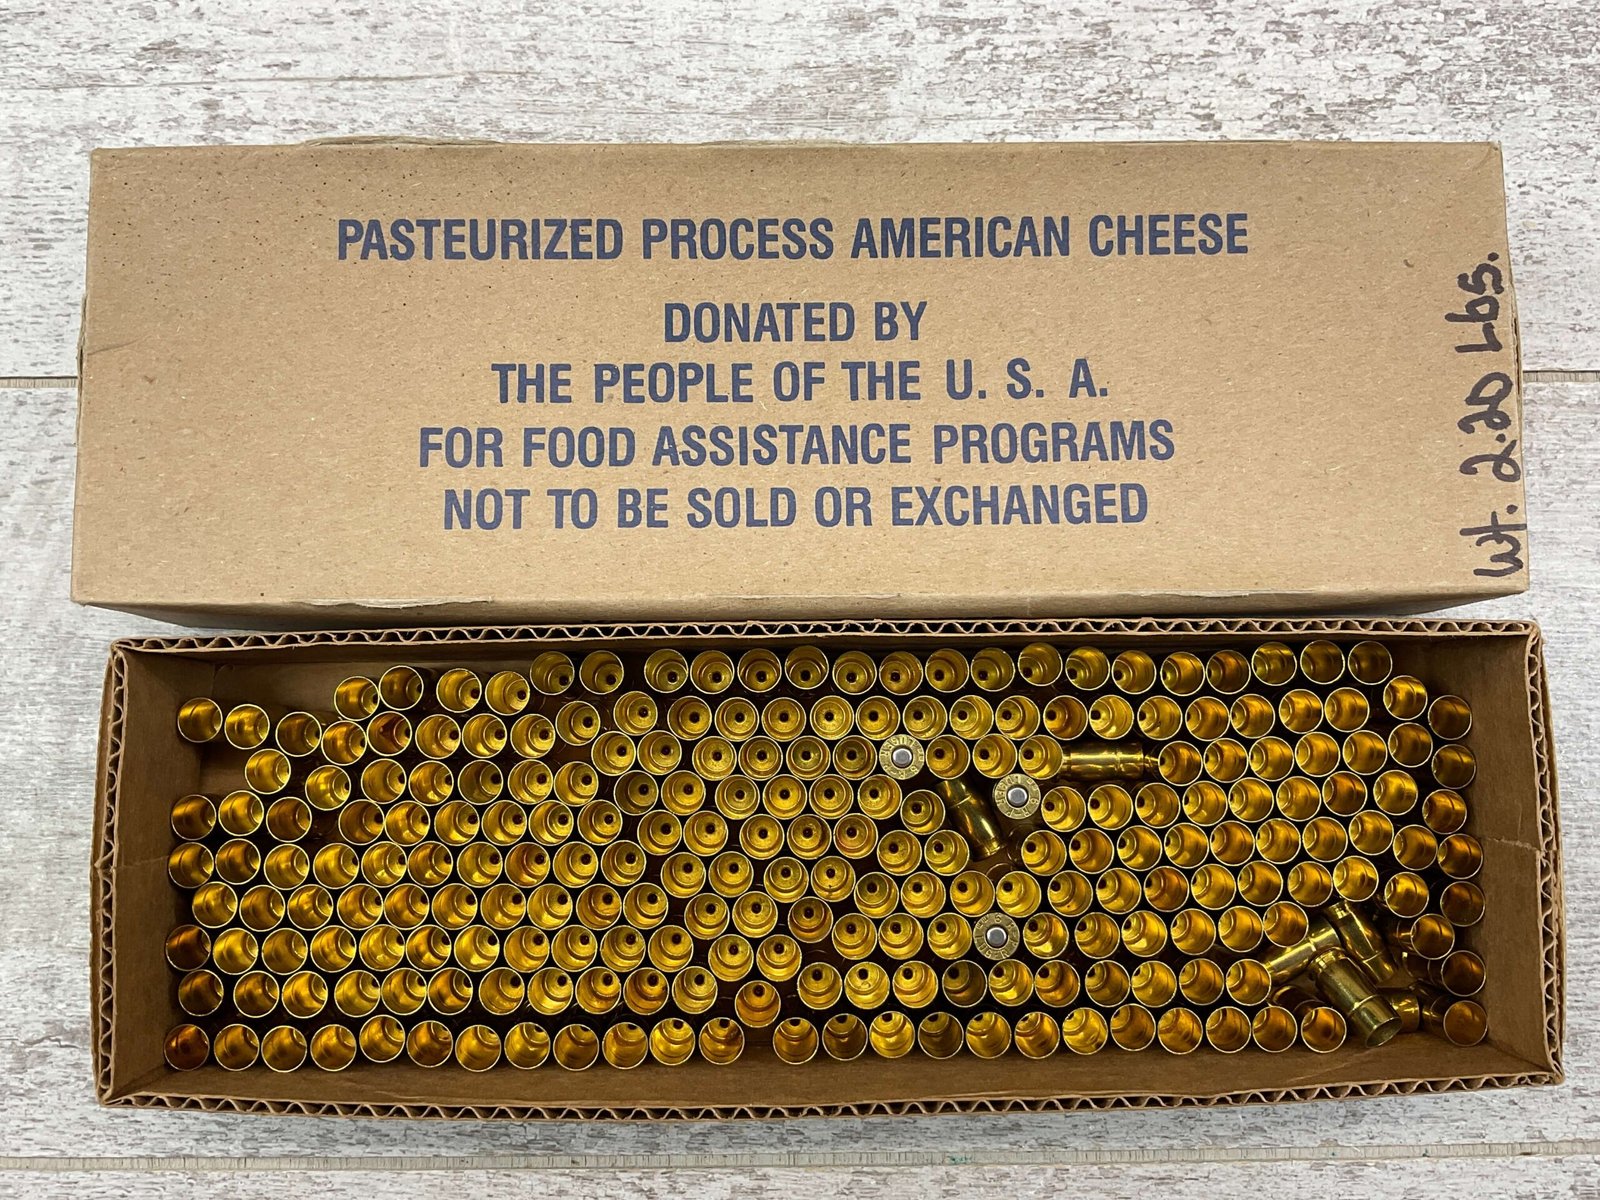 PASTEURIZED PROCESS AMERICAN CHEESE
DONATED BY
THE PEOPLE OF THE U. S. A.
FOR FOOD ASSISTANCE PROGRAMS
NOT TO BE SOLD OR EXCHANGED
Wt. 2.20 Lbs.